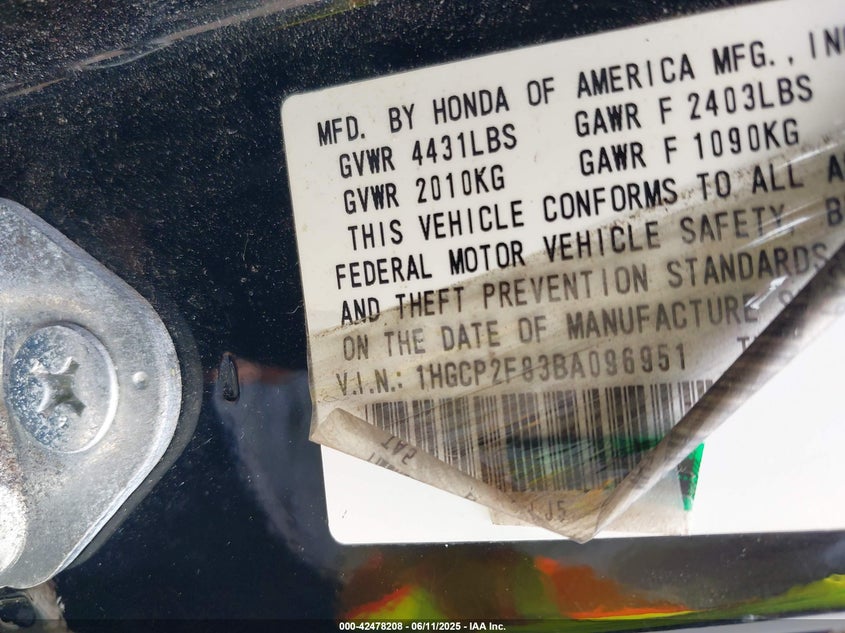 MFD. BY HONDA OF AMERICA MFG., IN
GVWR 4431LBS GAWR F 2403LBS
GVWR 2010KG GAWR F 1090KG
THIS VEHICLE CONFORMS TO ALL A
FEDERAL MOTOR VEHICLE SAFETY, B
AND THEFT PREVENTION STANDARDS
ON THE DATE OF MANUFACTURE
V.I.N.: 1HGCP2F83BA096951
000-42478208 - 06/11/2025 - IAA Inc.